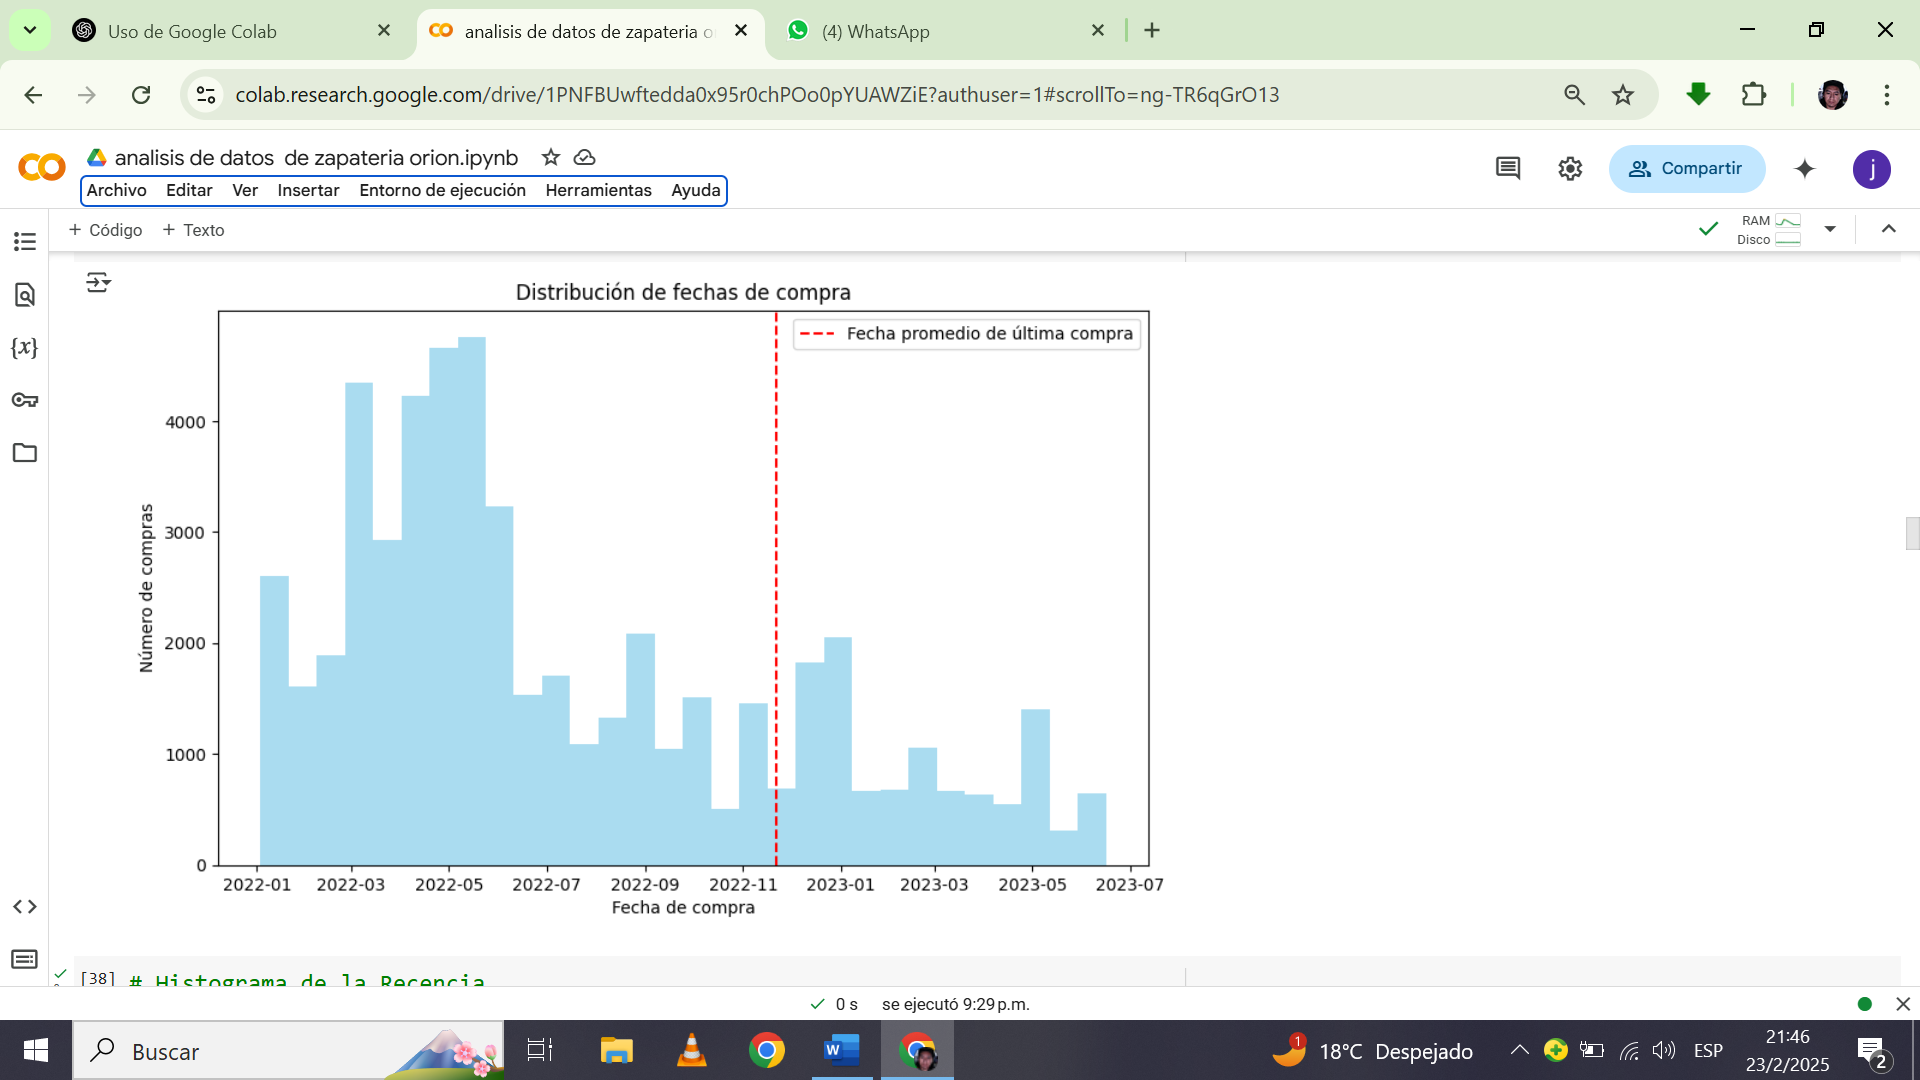 Uso de Google Colab
analisis de datos de zapateria o
(4) WhatsApp
colab.research.google.com/drive/1PNFBUwftedda0x95r0chPOo0pYUAWZiE?authuser=1#scrollTo=ng-TR6qGrO13
analisis de datos de zapateria orion.ipynb
Archivo Editar Ver Insertar Entorno de ejecución Herramientas Ayuda
Compartir
j
+ Código + Texto
RAM
Disco
{x}
Distribución de fechas de compra
Fecha promedio de última compra
Número de compras
4000
3000
2000
1000
0
2022-01 2022-03 2022-05 2022-07 2022-09 2022-11 2023-01 2023-03 2023-05 2023-07
Fecha de compra
[38] # Histograma de la Recencia
0 s se ejecutó 9:29 p.m.
Buscar
W
1
18°C Despejado
ESP
21:46
23/2/2025
2